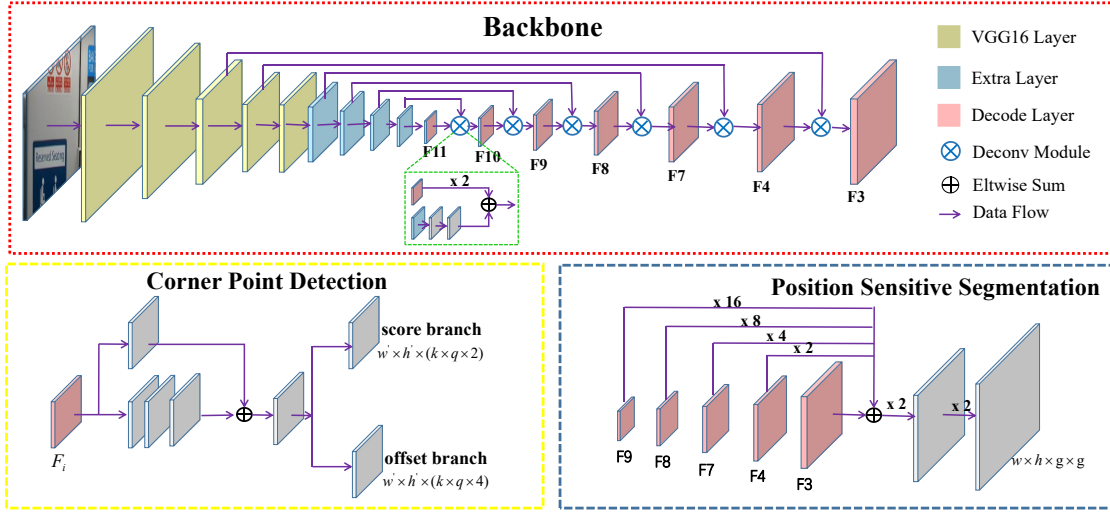 Backbone
VGG16 Layer
Extra Layer
Decode Layer
Deconv Module
Eltwise Sum
Data Flow
Reserved Seating
F11
F10
F9
F8
F7
F4
F3
x 2
Corner Point Detection
score branch
w' × h' × (k × q × 2)
F_i
offset branch
w' × h' × (k × q × 4)
Position Sensitive Segmentation
x 16
x 8
x 4
x 2
x 2
x 2
F9
F8
F7
F4
F3
w × h × g × g